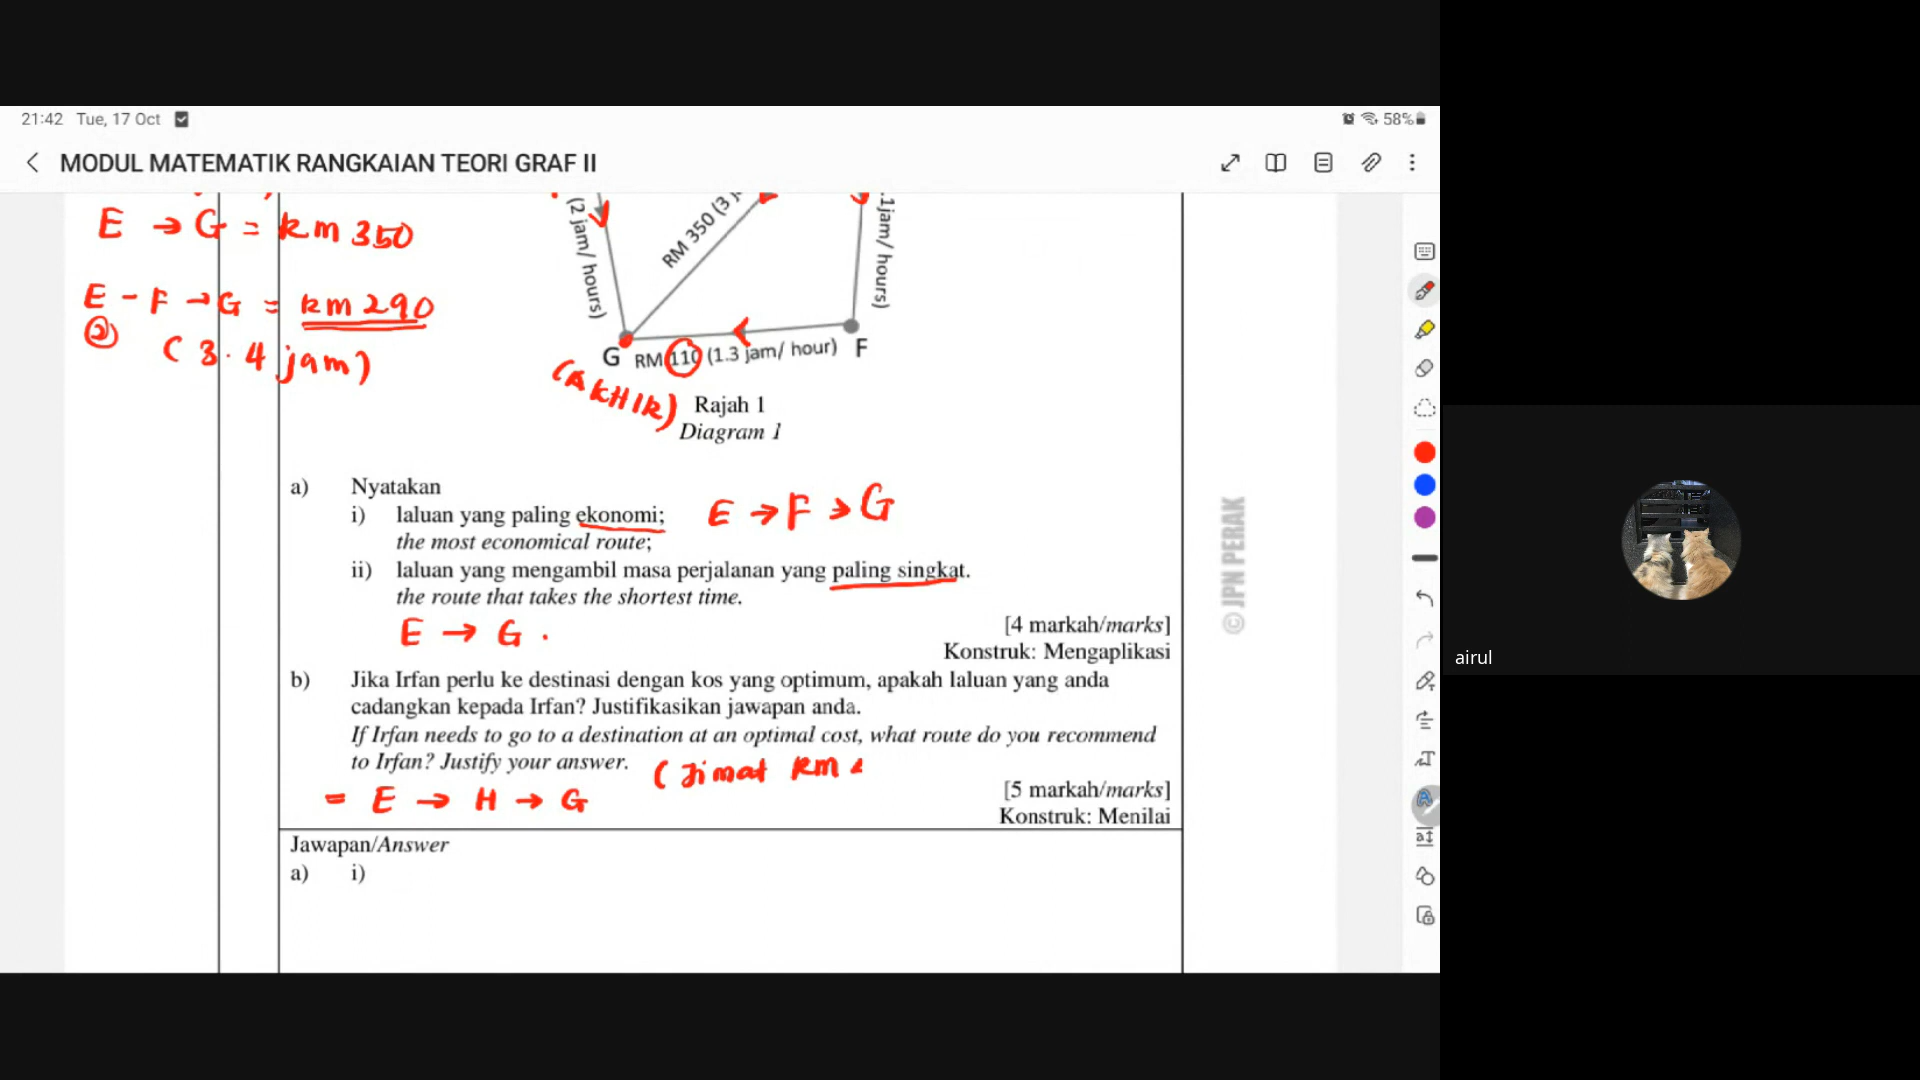 21:42 Tue, 17 Oct
58%
MODUL MATEMATIK RANGKAIAN TEORI GRAF II
E → G = RM 350
E - F → G = RM 290
②
(3.4 jam)
(2 jam/ hours)
RM 350 (3
1jam/ hours)
G RM 110 (1.3 jam/ hour) F
(AKHIR)
Rajah 1
Diagram 1
a) Nyatakan
i) laluan yang paling ekonomi; E → F → G
the most economical route;
ii) laluan yang mengambil masa perjalanan yang paling singkat.
the route that takes the shortest time.
E → G .
[4 markah/marks]
Konstruk: Mengaplikasi
b) Jika Irfan perlu ke destinasi dengan kos yang optimum, apakah laluan yang anda
cadangkan kepada Irfan? Justifikasikan jawapan anda.
If Irfan needs to go to a destination at an optimal cost, what route do you recommend
to Irfan? Justify your answer. (Jimat RM
= E → H → G
[5 markah/marks]
Konstruk: Menilai
Jawapan/Answer
a) i)
© JPN PERAK
airul